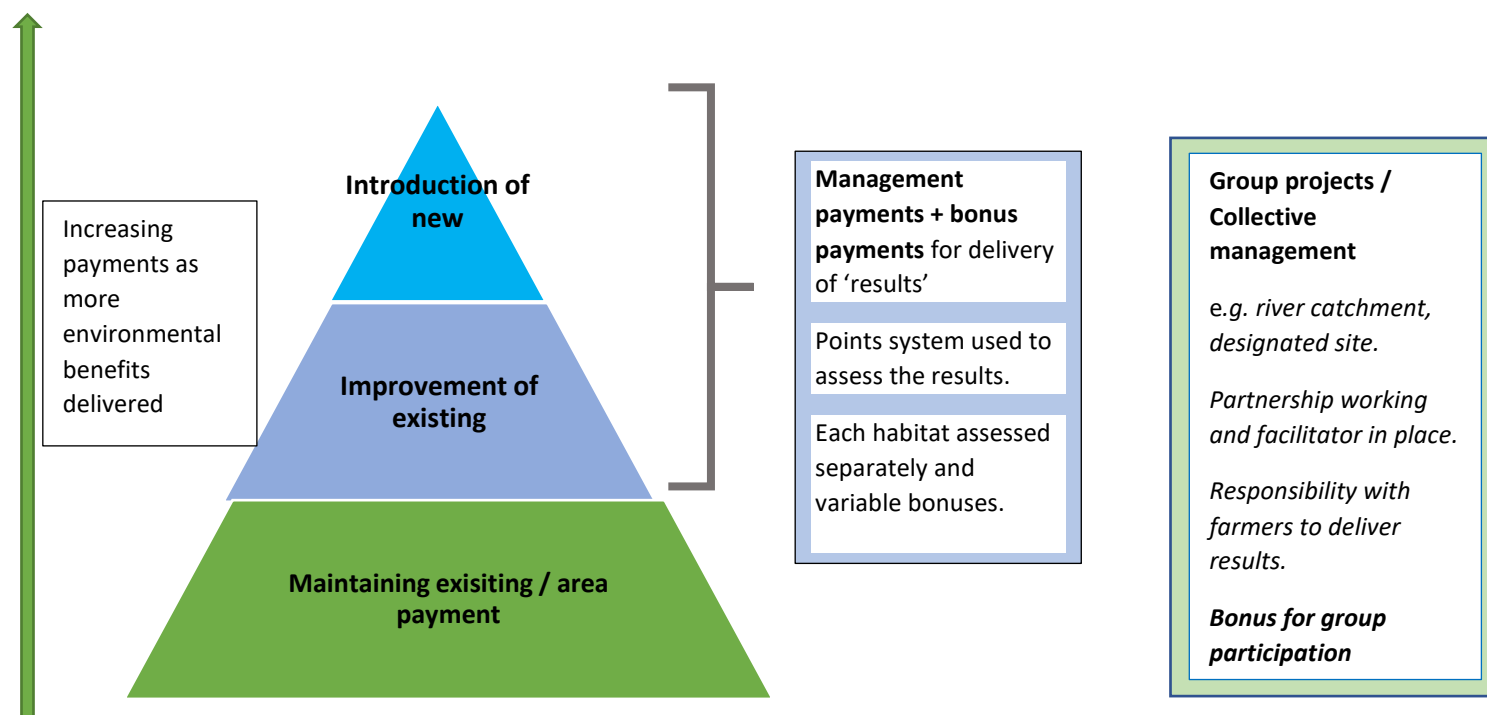 Increasing
payments as
more
environmental
benefits
delivered
Introduction of
new
Improvement of
existing
Maintaining exisiting / area
payment
Management
payments + bonus
payments for delivery
of ‘results’
Points system used to
assess the results.
Each habitat assessed
separately and
variable bonuses.
Group projects /
Collective
management
e.g. river catchment,
designated site.
Partnership working
and facilitator in place.
Responsibility with
farmers to deliver
results.
Bonus for group
participation